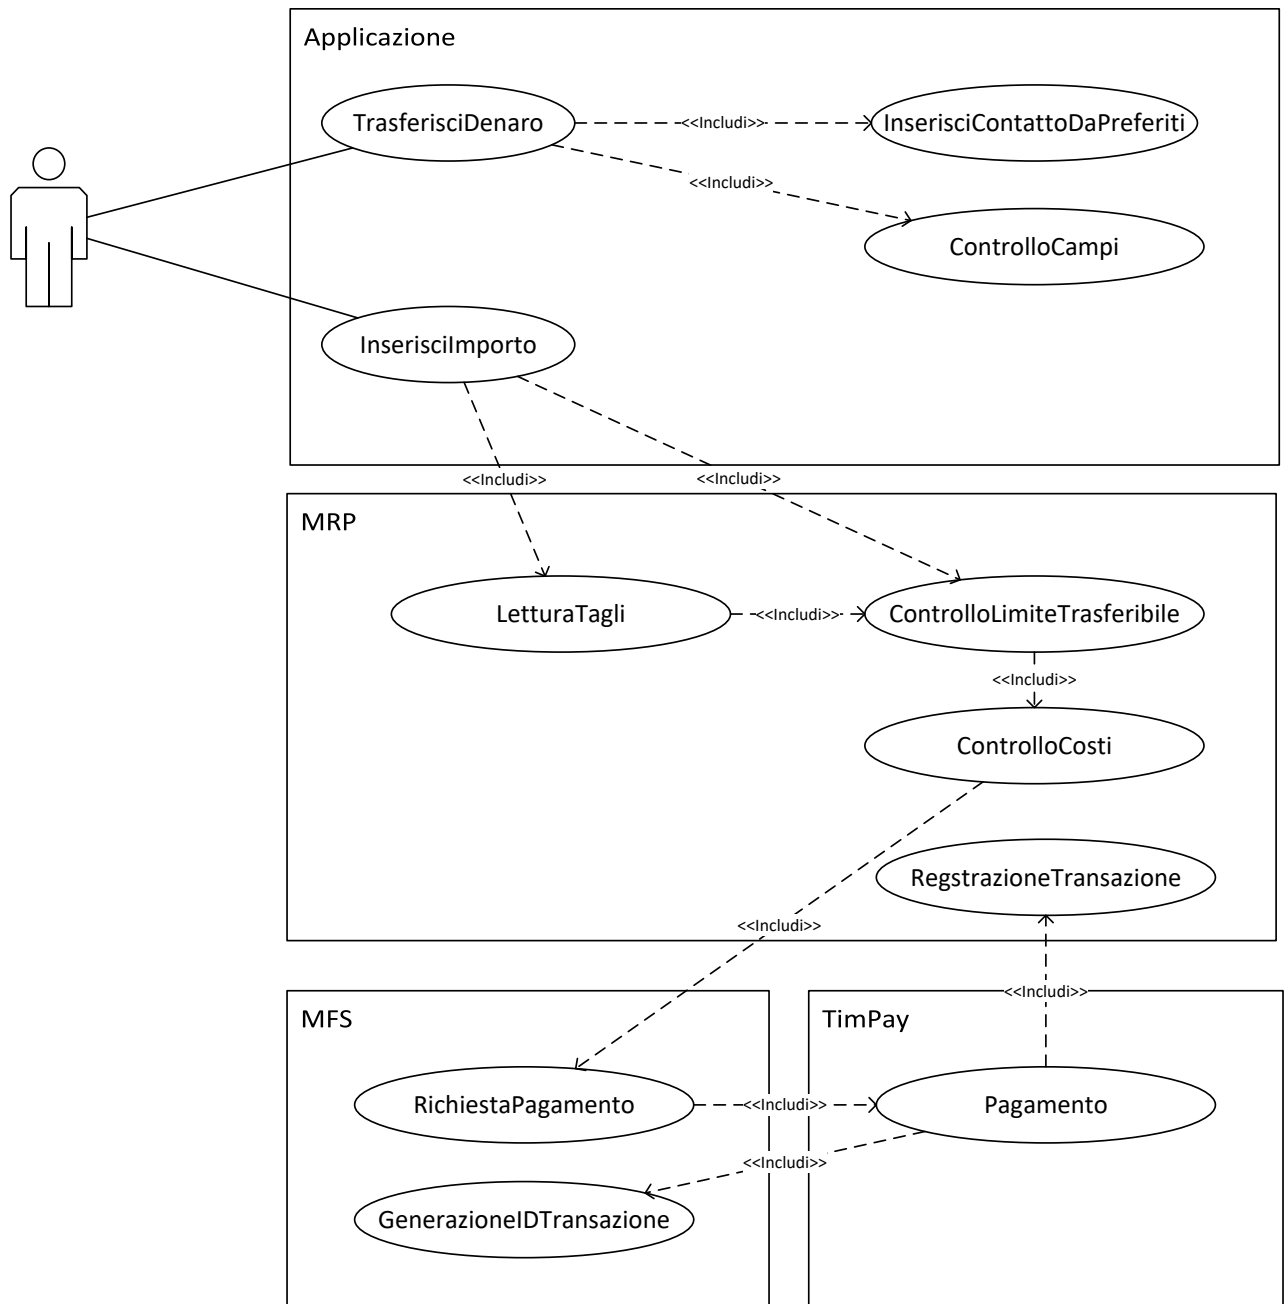 Applicazione
TrasferisciDenaro
<<Includi>>
InserisciContattoDaPreferiti
<<Includi>>
ControlloCampi
InserisciImporto
<<Includi>>
<<Includi>>
MRP
LetturaTagli
<<Includi>>
ControlloLimiteTrasferibile
<<Includi>>
ControlloCosti
RegstrazioneTransazione
<<Includi>>
MFS
<<Includi>>
TimPay
RichiestaPagamento
<<Includi>>
Pagamento
<<Includi>>
GenerazioneIDTransazione